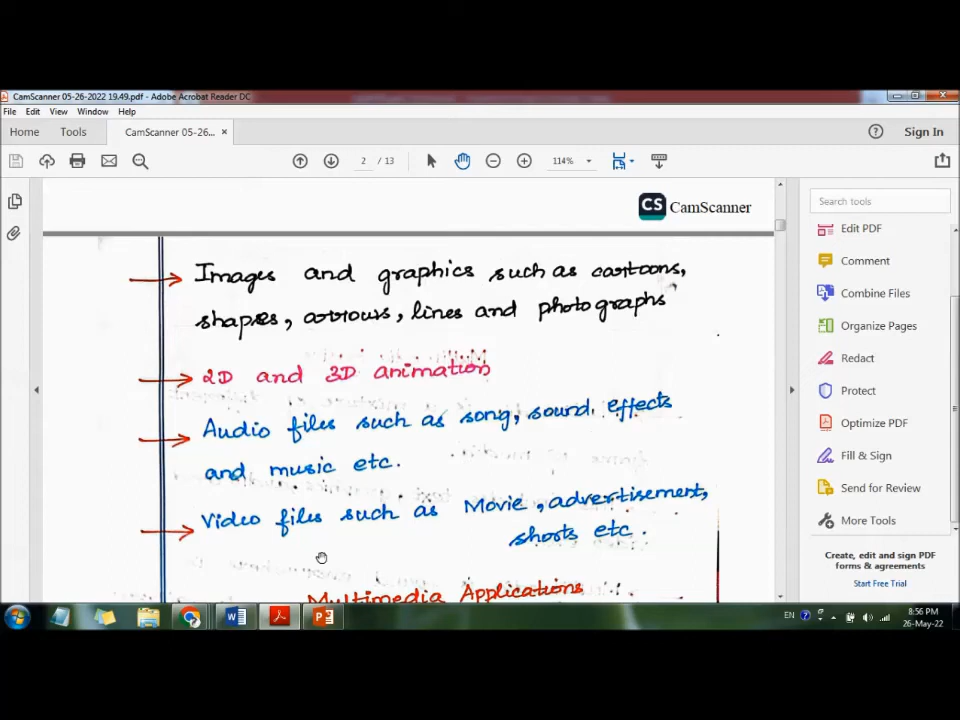 CamScanner 05-26-2022 19.49.pdf - Adobe Acrobat Reader DC
File Edit View Window Help
Home Tools CamScanner 05-26... × Sign In
2 / 13 114%
CS CamScanner
Images and graphics such as cartoons,
shapes, arrows, lines and photographs
2D and 3D animation
Audio files such as song, sound effects
and music etc.
Video files such as Movie, advertisement,
shorts etc.
Multimedia Applications
Search tools
Edit PDF
Comment
Combine Files
Organize Pages
Redact
Protect
Optimize PDF
Fill & Sign
Send for Review
More Tools
Create, edit and sign PDF
forms & agreements
Start Free Trial
EN 8:56 PM
26-May-22